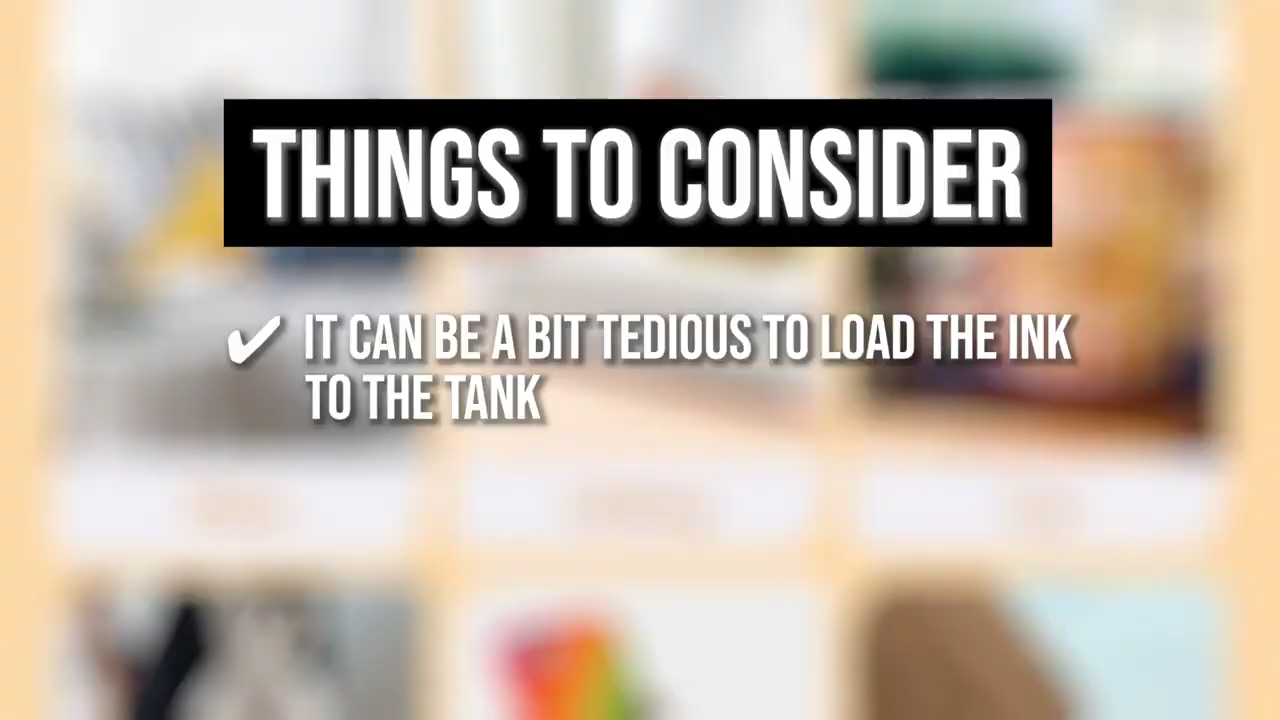 THINGS TO CONSIDER
✔ IT CAN BE A BIT TEDIOUS TO LOAD THE INK
TO THE TANK